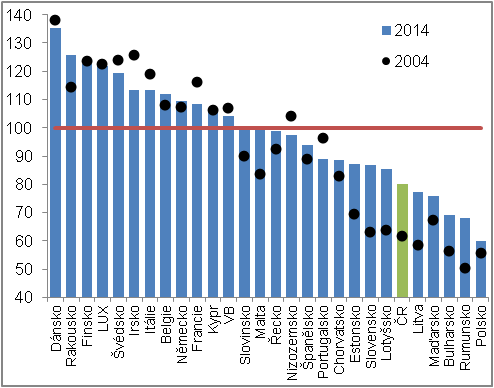 140
130
120
110
100
90
80
70
60
50
40
2014
2004
Dánsko
Rakousko
Finsko
LUX
Švédsko
Irsko
Itálie
Belgie
Německo
Francie
Kypr
VB
Slovinsko
Malta
Řecko
Nizozemsko
Španělsko
Portugalsko
Chorvatsko
Estonsko
Slovensko
Lotyšsko
ČR
Litva
Maďarsko
Bulharsko
Rumunsko
Polsko